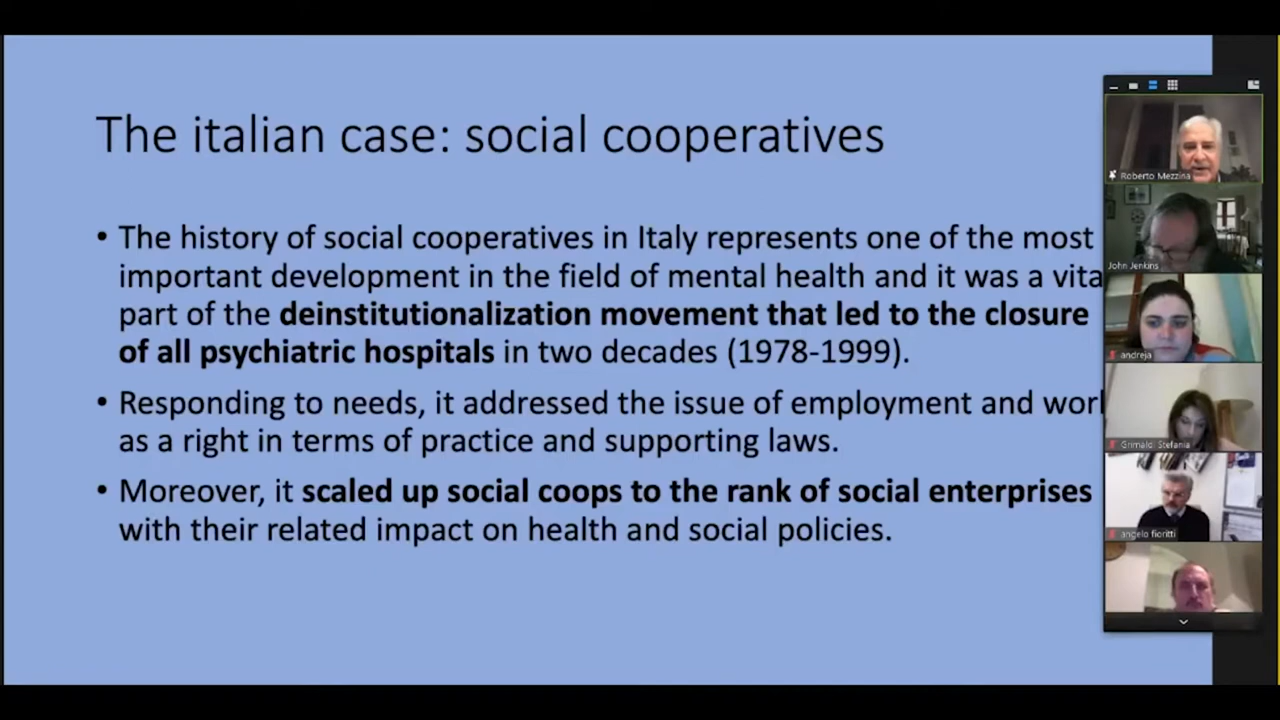 The italian case: social cooperatives
• The history of social cooperatives in Italy represents one of the most
important development in the field of mental health and it was a vita
part of the deinstitutionalization movement that led to the closure
of all psychiatric hospitals in two decades (1978-1999).
• Responding to needs, it addressed the issue of employment and worl
as a right in terms of practice and supporting laws.
• Moreover, it scaled up social coops to the rank of social enterprises
with their related impact on health and social policies.
Roberto Mezzina
John Jenkins
andreja
Grimaldi Stefania
angelo fioritti